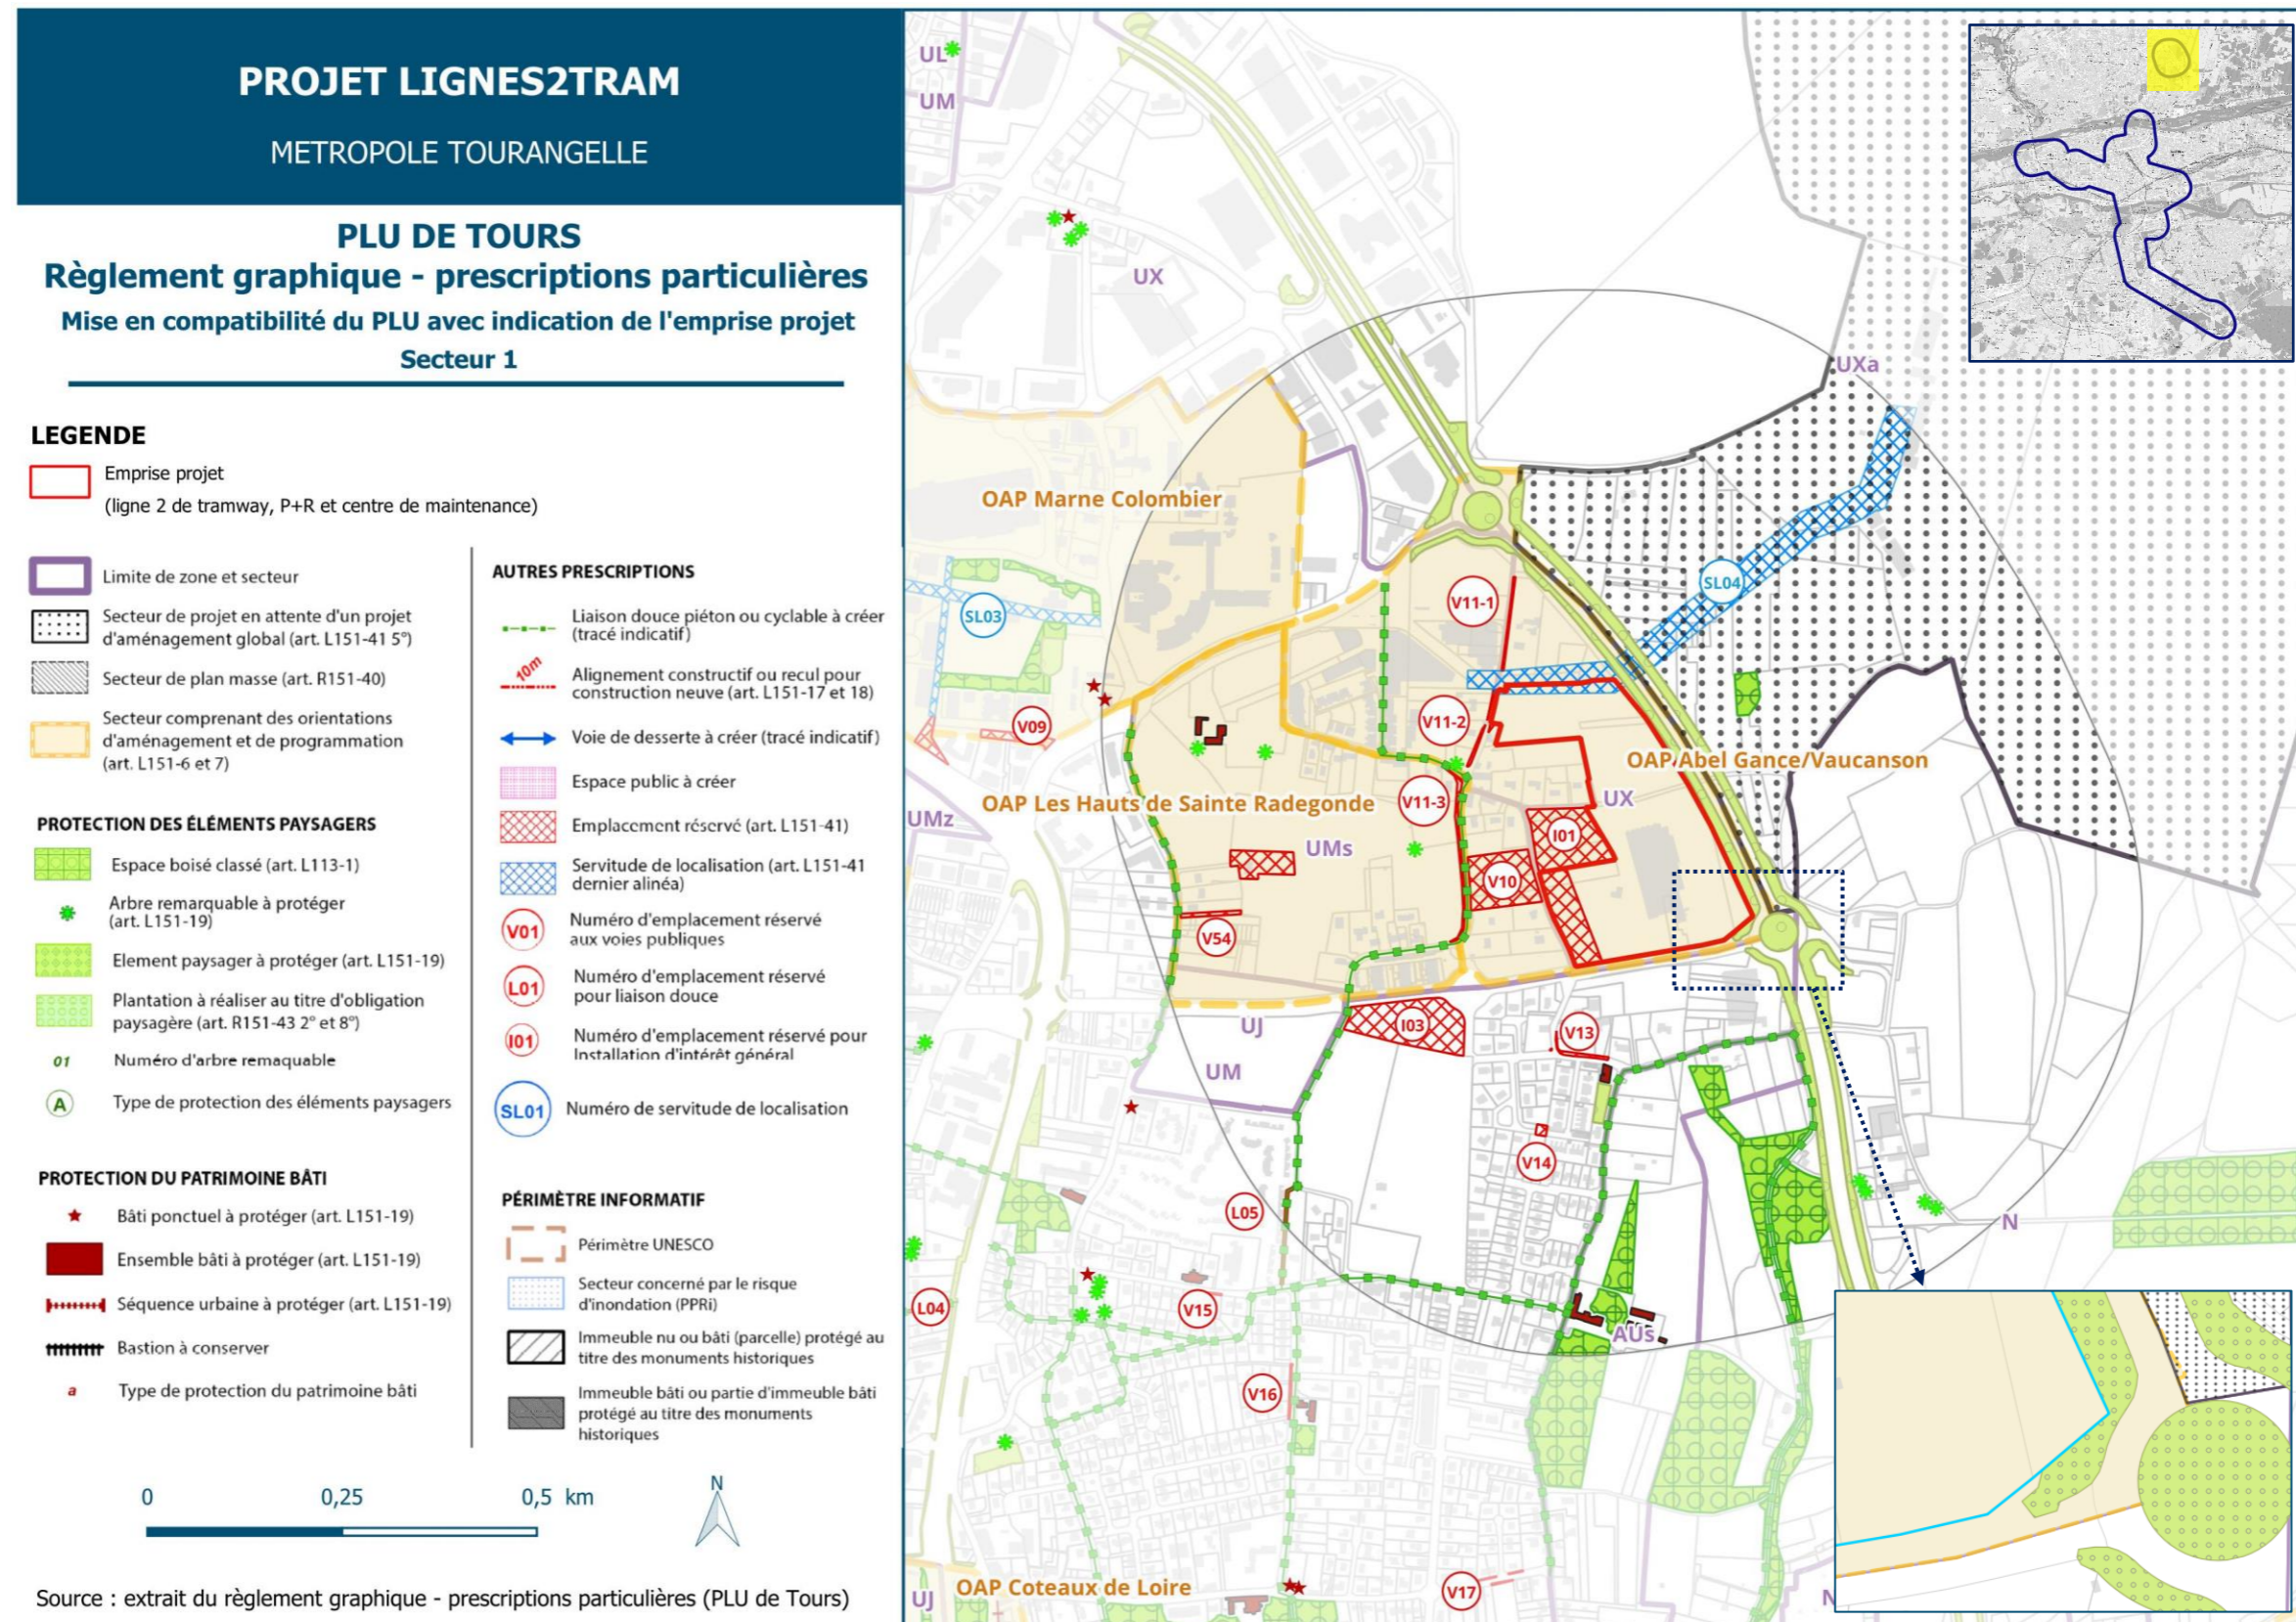 PROJET LIGNES2TRAM
METROPOLE TOURANGELLE
PLU DE TOURS
Règlement graphique - prescriptions particulières
Mise en compatibilité du PLU avec indication de l'emprise projet
Secteur 1
LEGENDE
Emprise projet
(ligne 2 de tramway, P+R et centre de maintenance)
Limite de zone et secteur
Secteur de projet en attente d'un projet
d'aménagement global (art. L151-41 5°)
Secteur de plan masse (art. R151-40)
Secteur comprenant des orientations
d'aménagement et de programmation
(art. L151-6 et 7)
PROTECTION DES ÉLÉMENTS PAYSAGERS
Espace boisé classé (art. L113-1)
Arbre remarquable à protéger
(art. L151-19)
Element paysager à protéger (art. L151-19)
Plantation à réaliser au titre d'obligation
paysagère (art. R151-43 2° et 8°)
01
Numéro d'arbre remaquable
A
Type de protection des éléments paysagers
PROTECTION DU PATRIMOINE BÂTI
Bâti ponctuel à protéger (art. L151-19)
Ensemble bâti à protéger (art. L151-19)
Séquence urbaine à protéger (art. L151-19)
Bastion à conserver
a
Type de protection du patrimoine bâti
AUTRES PRESCRIPTIONS
Liaison douce piéton ou cyclable à créer
(tracé indicatif)
10m
Alignement constructif ou recul pour
construction neuve (art. L151-17 et 18)
Voie de desserte à créer (tracé indicatif)
Espace public à créer
Emplacement réservé (art. L151-41)
Servitude de localisation (art. L151-41
dernier alinéa)
V01
Numéro d'emplacement réservé
aux voies publiques
L01
Numéro d'emplacement réservé
pour liaison douce
I01
Numéro d'emplacement réservé pour
Installation d'intérêt général
SL01
Numéro de servitude de localisation
PÉRIMÈTRE INFORMATIF
Périmètre UNESCO
Secteur concerné par le risque
d'inondation (PPRi)
Immeuble nu ou bâti (parcelle) protégé au
titre des monuments historiques
Immeuble bâti ou partie d'immeuble bâti
protégé au titre des monuments
historiques
0
0,25
0,5 km
N
Source : extrait du règlement graphique - prescriptions particulières (PLU de Tours)
UL
UM
UX
UXa
OAP Marne Colombier
SL04
V11-1
SL03
V09
V11-2
OAP Abel Gance/Vaucanson
OAP Les Hauts de Sainte Radegonde
V11-3
UX
UMz
UMs
I01
V10
V54
UJ
I03
V13
UM
V14
L05
N
L04
V15
AUs
V16
OAP Coteaux de Loire
UJ
V17
N